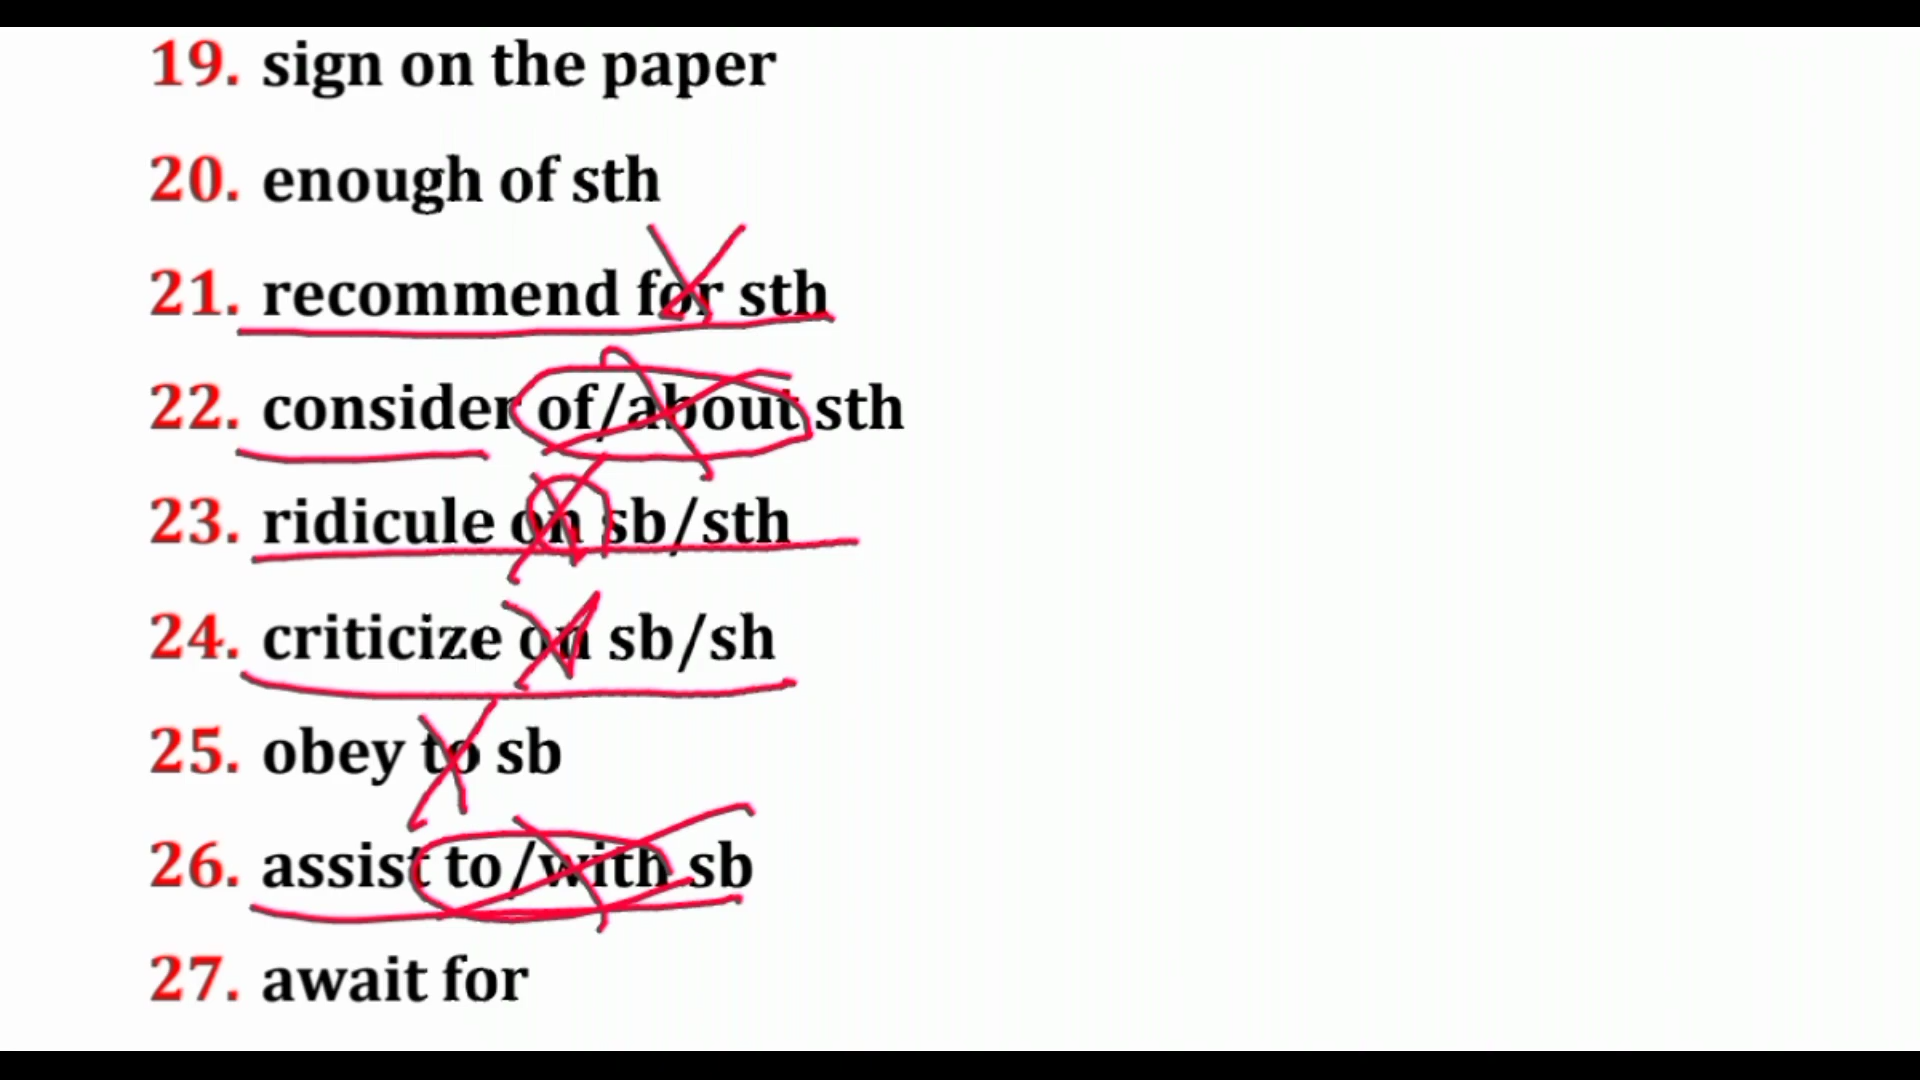 19. sign on the paper
20. enough of sth
21. recommend for sth
22. consider of/about sth
23. ridicule on sb/sth
24. criticize on sb/sh
25. obey to sb
26. assist to/with sb
27. await for